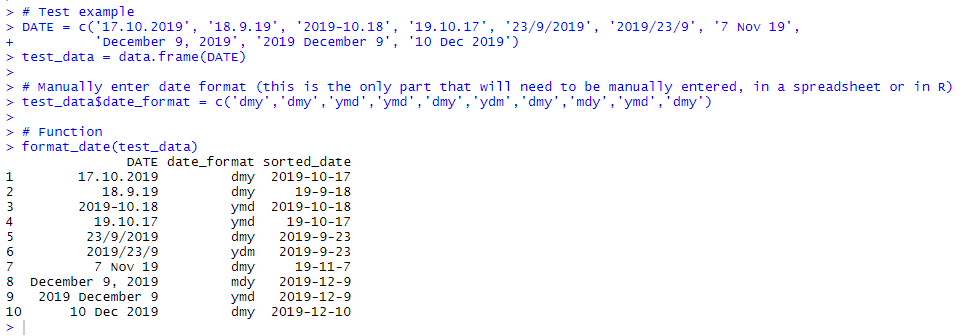 > # Test example
> DATE = c('17.10.2019', '18.9.19', '2019-10.18', '19.10.17', '23/9/2019', '2019/23/9', '7 Nov 19',
+          'December 9, 2019', '2019 December 9', '10 Dec 2019')
> test_data = data.frame(DATE)
>
> # Manually enter date format (this is the only part that will need to be manually entered, in a spreadsheet or in R)
> test_data$date_format = c('dmy','dmy','ymd','ymd','dmy','ydm','dmy','mdy','ymd','dmy')
>
> # Function
> format_date(test_data)
               DATE date_format sorted_date
1        17.10.2019         dmy  2019-10-17
2           18.9.19         dmy     19-9-18
3        2019-10.18         ymd  2019-10-18
4          19.10.17         ymd    19-10-17
5         23/9/2019         dmy   2019-9-23
6         2019/23/9         ydm   2019-9-23
7          7 Nov 19         dmy     19-11-7
8  December 9, 2019         mdy   2019-12-9
9   2019 December 9         ymd   2019-12-9
10      10 Dec 2019         dmy  2019-12-10
>